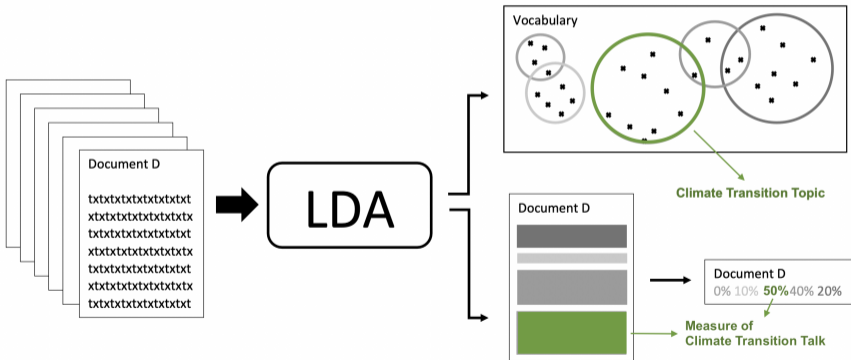 Document D
txtxtxtxtxtxtxtxtxt
xtxtxtxtxtxtxtxtxtx
txtxtxtxtxtxtxtxtxt
xtxtxtxtxtxtxtxtxtx
txtxtxtxtxtxtxtxtxt
xtxtxtxtxtxtxtxtxtx
txtxtxtxtxtxtxtxtxt
LDA
Vocabulary
Climate Transition Topic
Document D
Document D
0% 10% 50% 40% 20%
Measure of
Climate Transition Talk